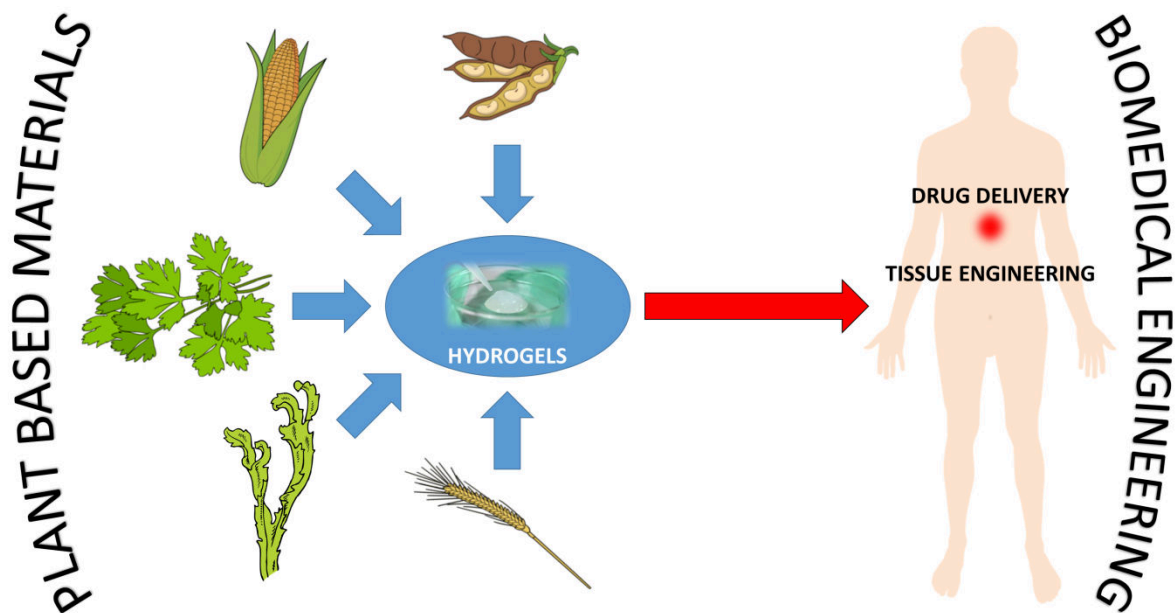 PLANT BASED MATERIALS
HYDROGELS
DRUG DELIVERY
TISSUE ENGINEERING
BIOMEDICAL ENGINEERING